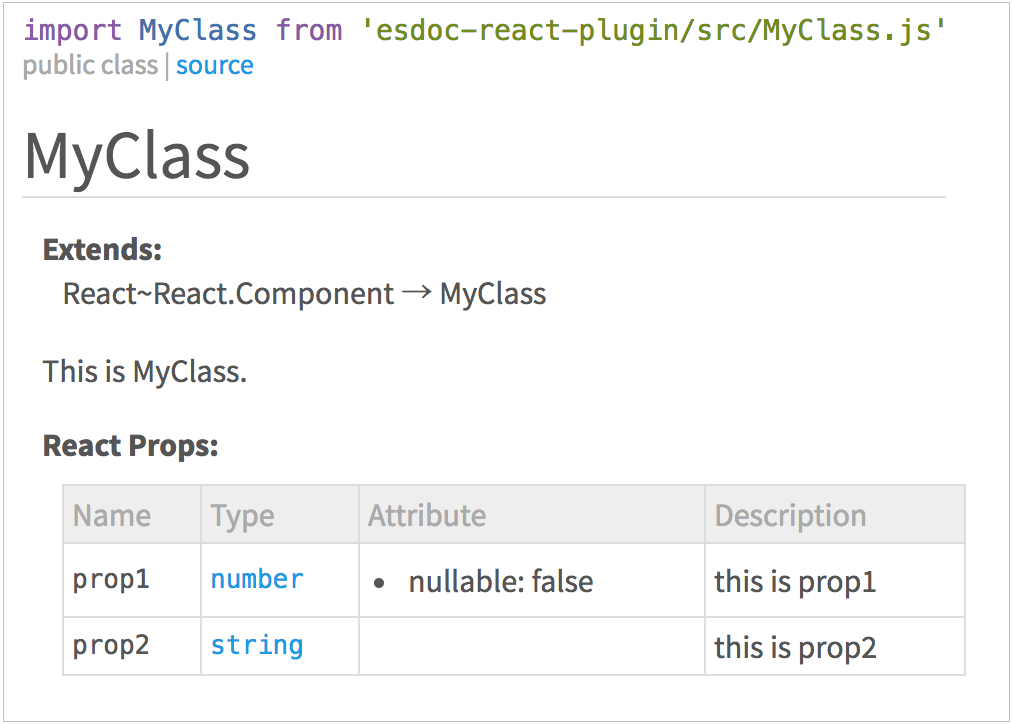 import MyClass from 'esdoc-react-plugin/src/MyClass.js'
public class | source
MyClass
Extends:
React~React.Component → MyClass
This is MyClass.
React Props:
Name Type Attribute Description
prop1 number • nullable: false this is prop1
prop2 string this is prop2